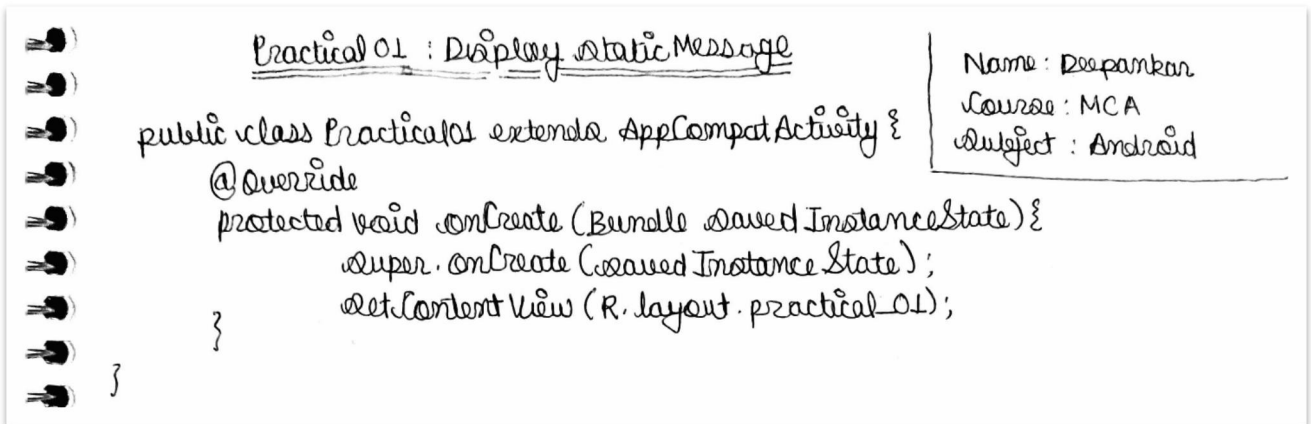 Practical 01 : Display static Message
Name: Deepankar
Course: MCA
Subject : Android
public class Practical01 extends AppCompatActivity {
@Override
protected void onCreate (Bundle savedInstanceState){
super.onCreate (savedInstanceState);
setContentView (R.layout.practical_01);
}
}